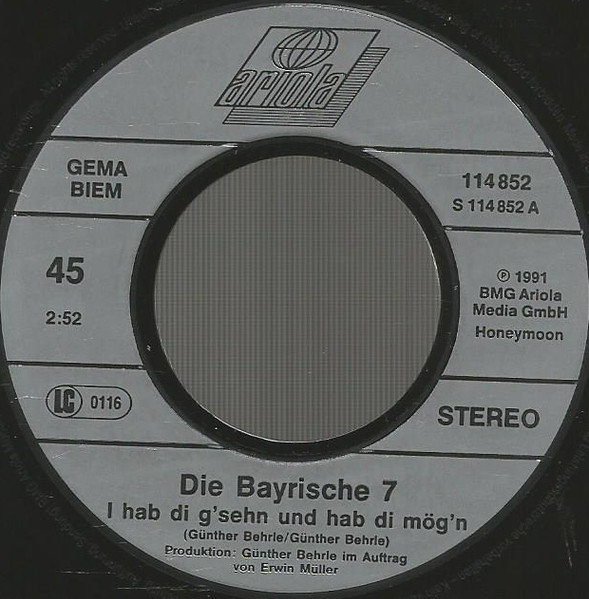 ariola
GEMA
BIEM
114 852
S 114 852 A
45
2:52
℗ 1991
BMG Ariola
Media GmbH
Honeymoon
LC 0116
STEREO
Die Bayrische 7
I hab di g'sehn und hab di mög'n
(Günther Behrle/Günther Behrle)
Produktion: Günther Behrle im Auftrag
von Erwin Müller